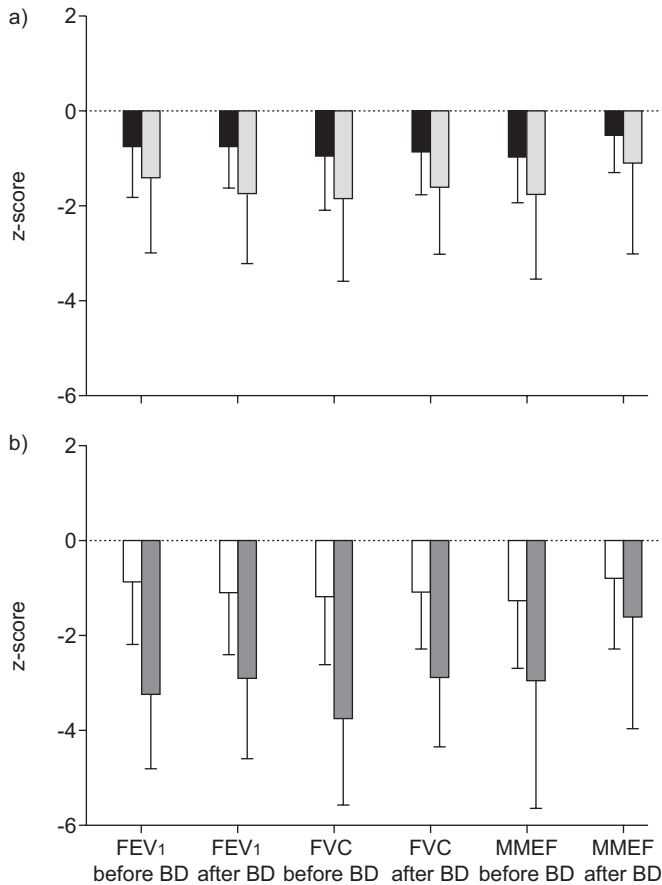 a)
2
0
-2
-4
-6
z-score
b)
2
0
-2
-4
-6
z-score
FEV1 FEV1 FVC FVC MMEF MMEF
before BD after BD before BD after BD before BD after BD